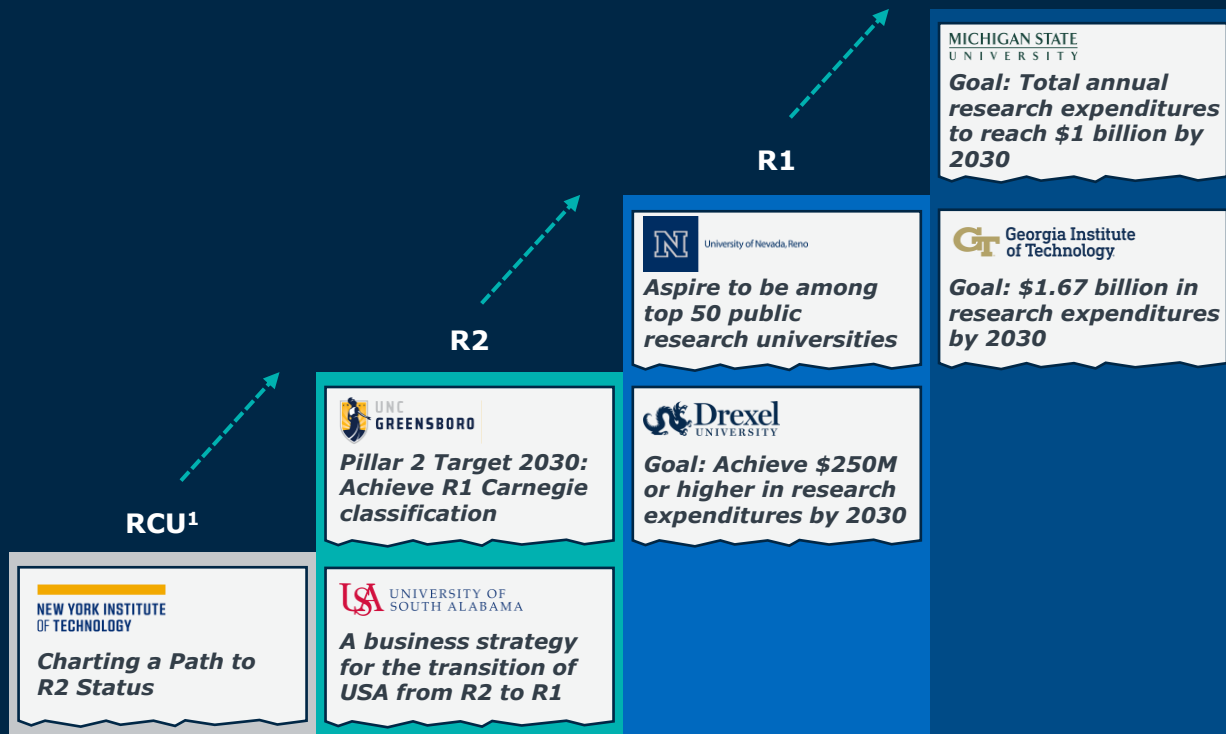 RCU¹
NEW YORK INSTITUTE
OF TECHNOLOGY
Charting a Path to
R2 Status
R2
UNC
GREENSBORO
Pillar 2 Target 2030:
Achieve R1 Carnegie
classification
USA UNIVERSITY OF
SOUTH ALABAMA
A business strategy
for the transition of
USA from R2 to R1
R1
N University of Nevada, Reno
Aspire to be among
top 50 public
research universities
Drexel
UNIVERSITY
Goal: Achieve $250M
or higher in research
expenditures by 2030
MICHIGAN STATE
UNIVERSITY
Goal: Total annual
research expenditures
to reach $1 billion by
2030
GT Georgia Institute
of Technology
Goal: $1.67 billion in
research expenditures
by 2030